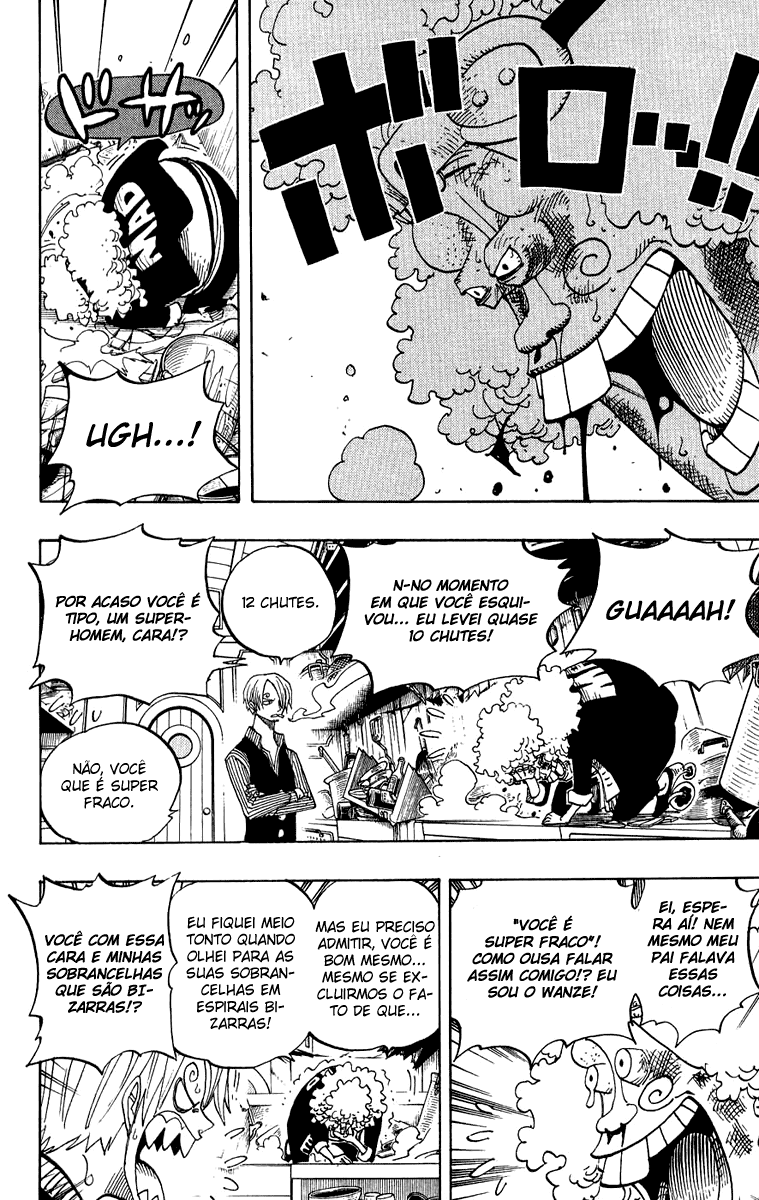 ボロッ!!
ドサッ
MAD
UGH...!
GUAAAAH!
N-NO MOMENTO
EM QUE VOCÊ ESQUI-
VOU... EU LEVEI QUASE
10 CHUTES!
12 CHUTES.
POR ACASO VOCÊ É
TIPO, UM SUPER-
HOMEM, CARA!?
NÃO, VOCÊ
QUE É SUPER
FRACO.
EI, ESPE-
RA AÍ! NEM
MESMO MEU
PAI FALAVA
ESSAS
COISAS...
"VOCÊ É
SUPER FRACO"!
COMO OUSA FALAR
ASSIM COMIGO!? EU
SOU O WANZE!
MAS EU PRECISO
ADMITIR, VOCÊ É
BOM MESMO...
MESMO SE EX-
CLUIRMOS O FA-
TO DE QUE...
EU FIQUEI MEIO
TONTO QUANDO
OLHEI PARA AS
SUAS SOBRAN-
CELHAS EM
ESPIRAIS BI-
ZARRAS!
VOCÊ COM ESSA
CARA E MINHAS
SOBRANCELHAS
QUE SÃO BI-
ZARRAS!?